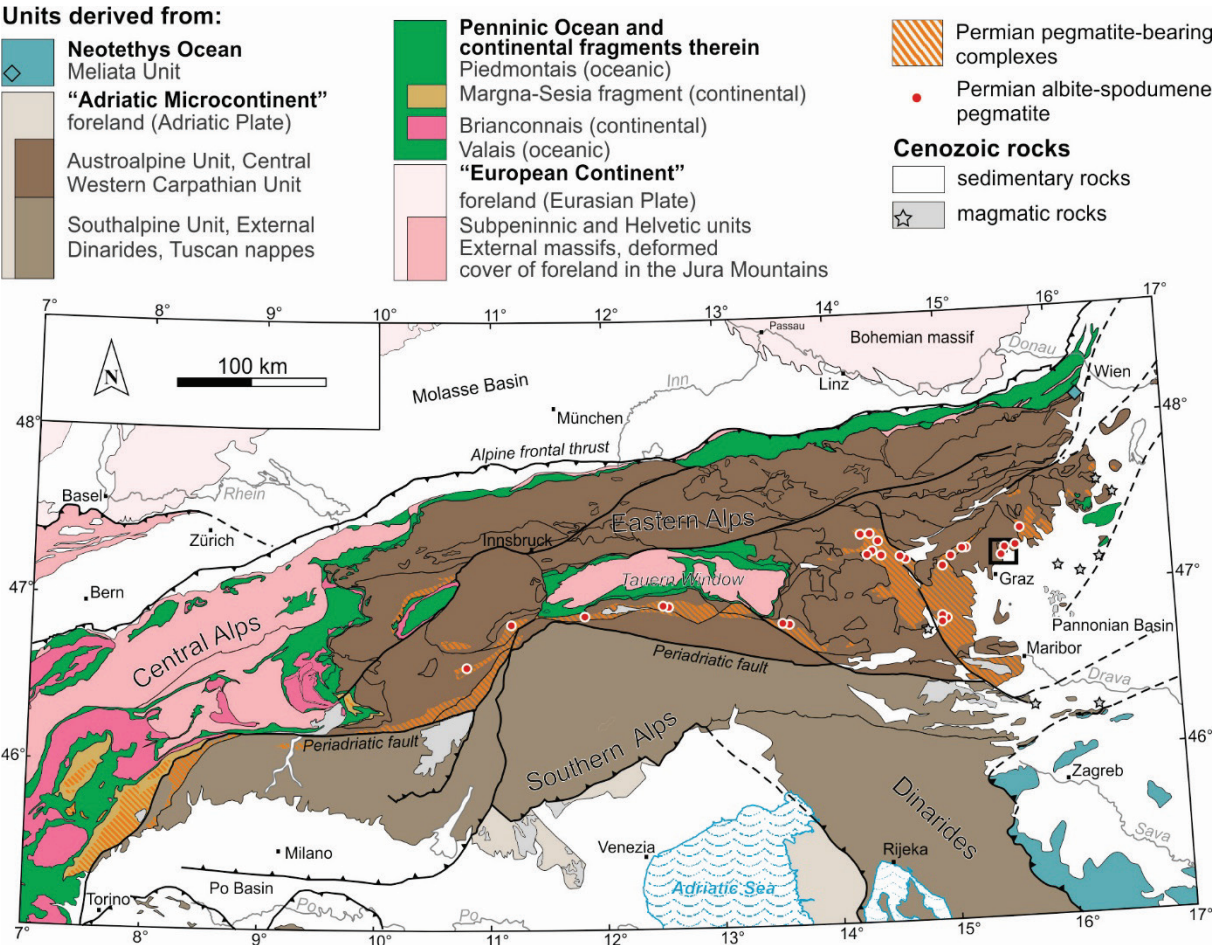 Units derived from:
Neotethys Ocean
Meliata Unit
“Adriatic Microcontinent”
foreland (Adriatic Plate)
Austroalpine Unit, Central
Western Carpathian Unit
Southalpine Unit, External
Dinarides, Tuscan nappes
Penninic Ocean and
continental fragments therein
Piedmontais (oceanic)
Margna-Sesia fragment (continental)
Brianconnais (continental)
Valais (oceanic)
“European Continent”
foreland (Eurasian Plate)
Subpeninnic and Helvetic units
External massifs, deformed
cover of foreland in the Jura Mountains
Permian pegmatite-bearing
complexes
Permian albite-spodumene
pegmatite
Cenozoic rocks
sedimentary rocks
magmatic rocks
7° 8° 9° 10° 11° 12° 13° 14° 15° 16° 17°
N
100 km
Passau
Bohemian massif
Donau
Linz
Wien
Molasse Basin
Inn
48°
48°
München
Alpine frontal thrust
Basel
Rhein
Zürich
Innsbruck
Eastern Alps
47°
47°
Bern
Tauern Window
Graz
Central Alps
Pannonian Basin
Maribor
Periadriatic fault
Drava
46°
46°
Periadriatic fault
Southern Alps
Zagreb
Dinarides
Sava
Milano
Venezia
Rijeka
Adriatic Sea
Torino
Po Basin
Po
Po
7° 8° 9° 10° 11° 12° 13° 14° 15° 16° 17°